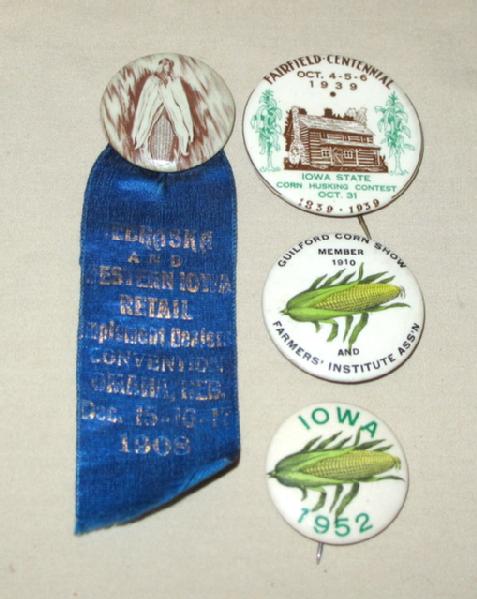 NEBRASKA
AND
WESTERN IOWA
RETAIL
Implement Dealers
CONVENTION
OMAHA, NEB.
Dec. 15-16-17
1908
FAIRFIELD-CENTENNIAL
OCT. 4-5-6
1939
IOWA STATE
CORN HUSKING CONTEST
OCT. 31
1839-1939
GUILFORD CORN SHOW
MEMBER
1910
AND
FARMERS' INSTITUTE ASS'N
IOWA
1952